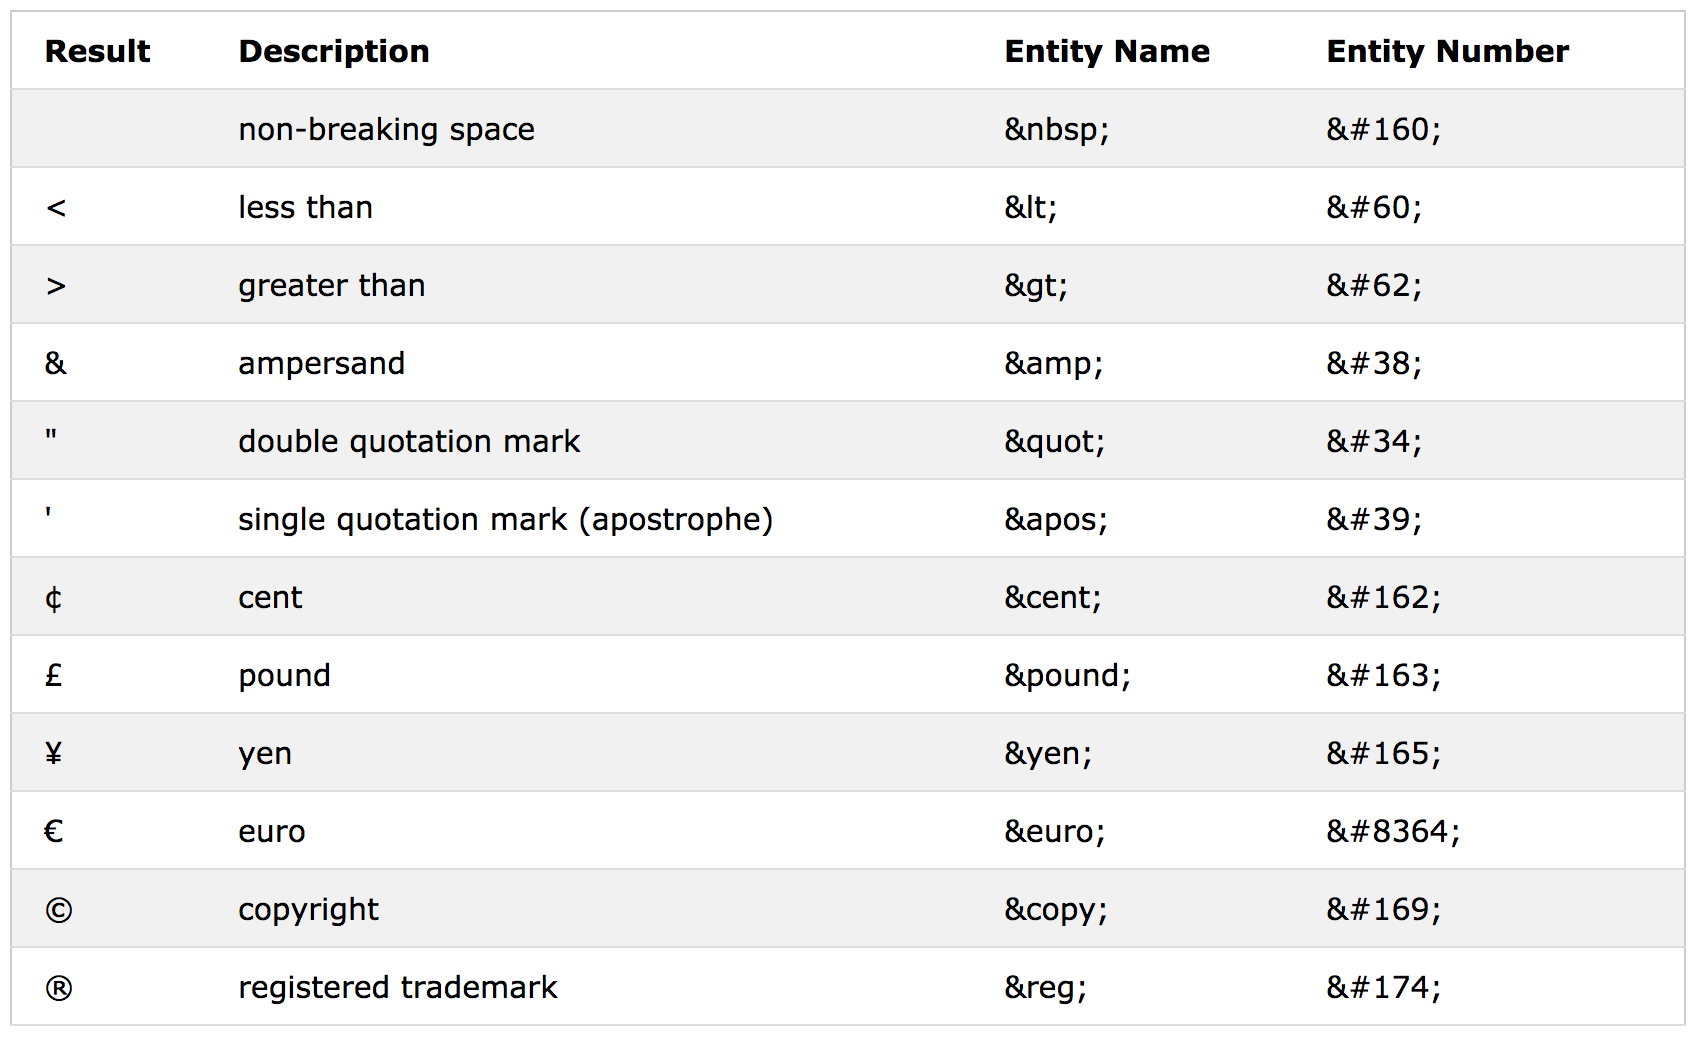 Result Description Entity Name Entity Number
non-breaking space &nbsp; &#160;
< less than &lt; &#60;
> greater than &gt; &#62;
& ampersand &amp; &#38;
" double quotation mark &quot; &#34;
' single quotation mark (apostrophe) &apos; &#39;
¢ cent &cent; &#162;
£ pound &pound; &#163;
¥ yen &yen; &#165;
€ euro &euro; &#8364;
© copyright &copy; &#169;
® registered trademark &reg; &#174;